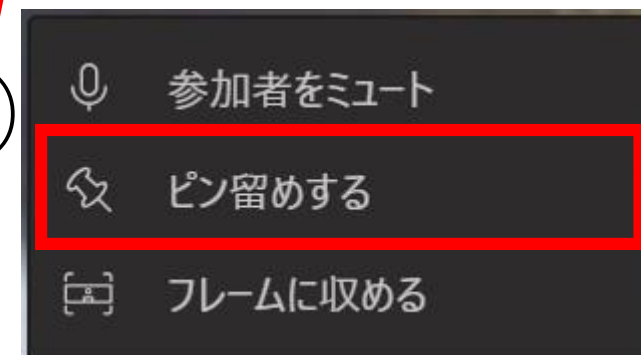 参加者をミュート
ピン留めする
フレームに収める